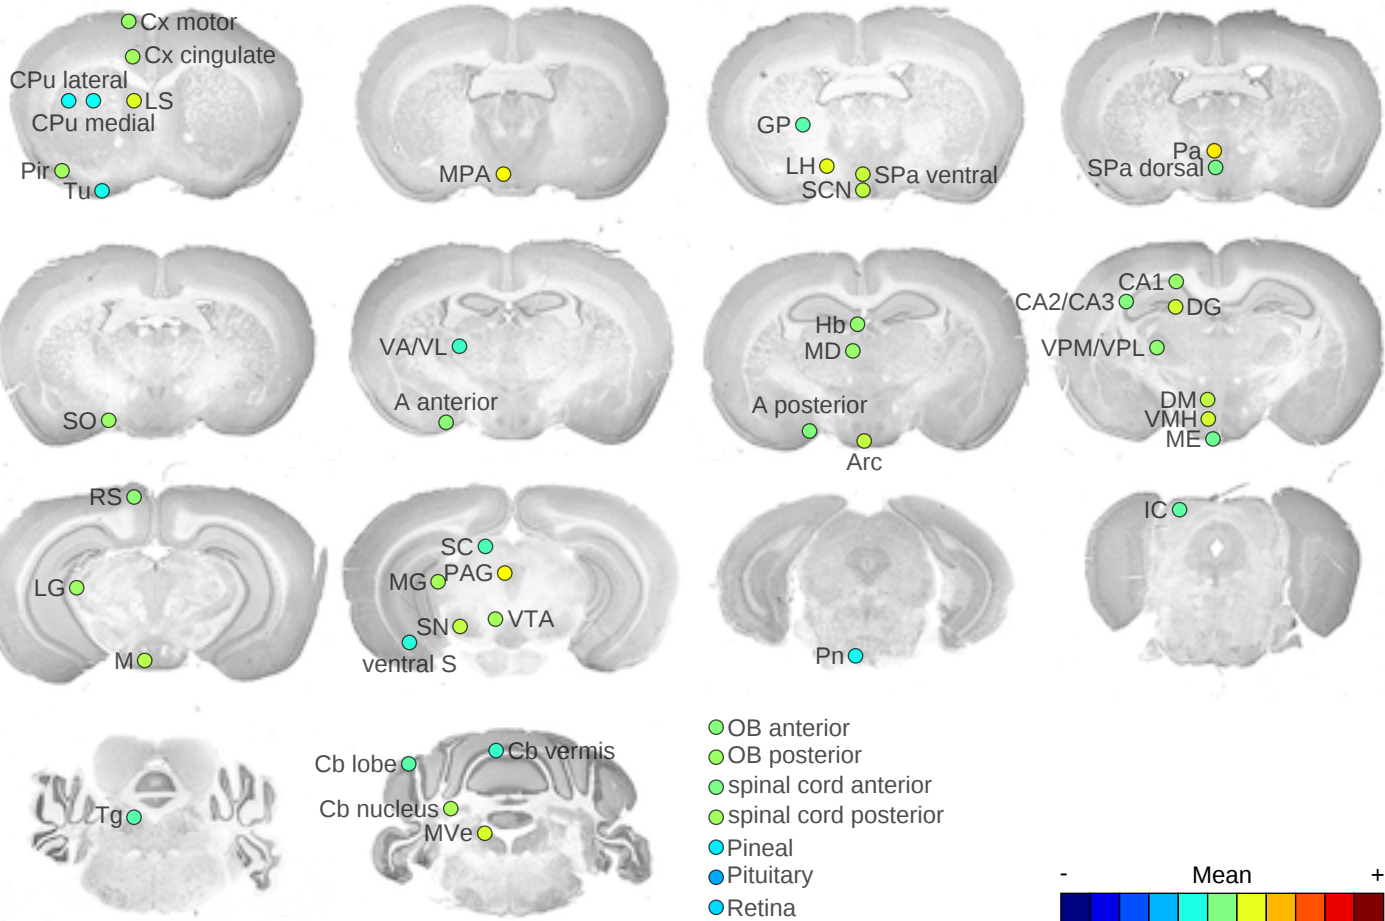 Cx motor
Cx cingulate
CPu lateral
LS
CPu medial
Pir
Tu
MPA
GP
LH
SPa ventral
SCN
Pa
SPa dorsal
SO
VA/VL
A anterior
Hb
MD
A posterior
Arc
CA1
CA2/CA3
DG
VPM/VPL
DM
VMH
ME
RS
LG
M
SC
MG
PAG
SN
VTA
ventral S
Pn
IC
Tg
Cb lobe
Cb vermis
Cb nucleus
MVe
OB anterior
OB posterior
spinal cord anterior
spinal cord posterior
Pineal
Pituitary
Retina
- Mean +